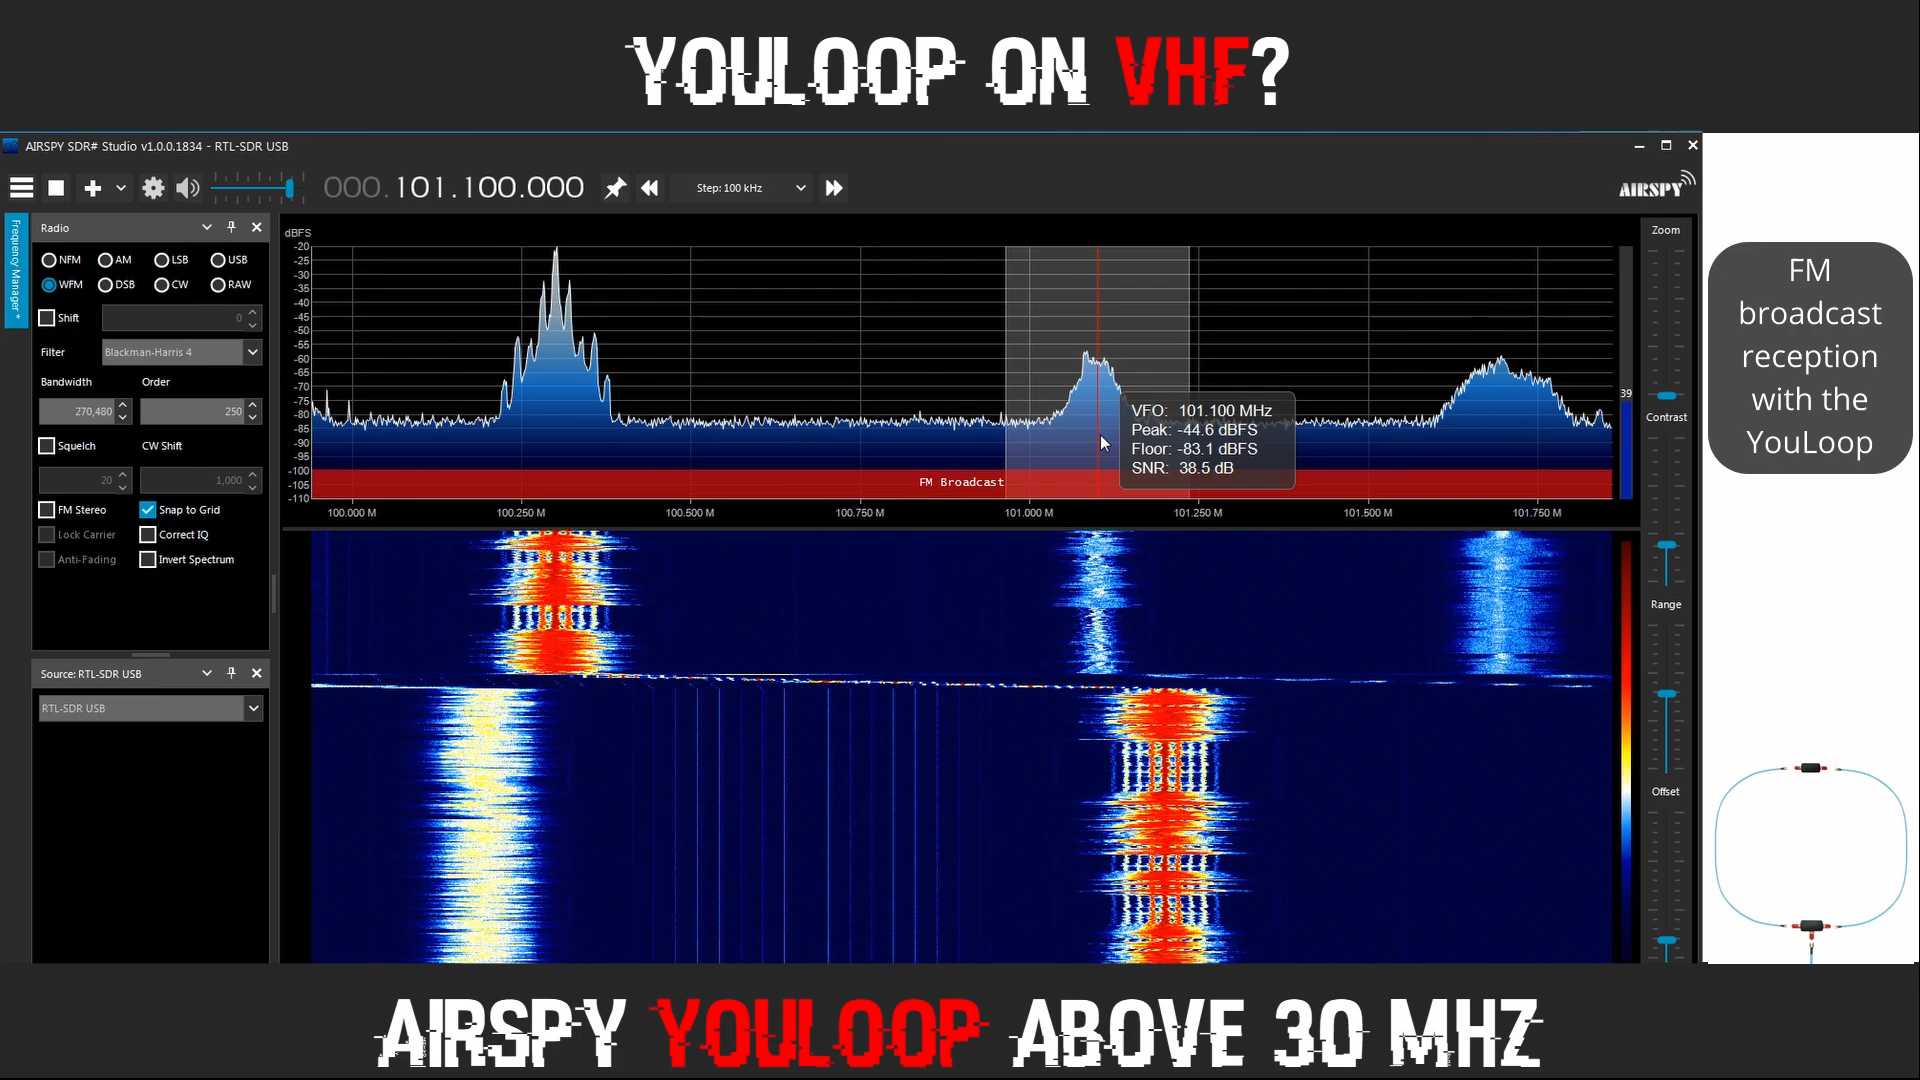 YOULOOP ON VHF?
AIRSPY SDR# Studio v1.0.0.1834 - RTL-SDR USB
000.101.100.000
Step: 100 kHz
AIRSPY
Frequency Manager *
Radio
NFM AM LSB USB
WFM DSB CW RAW
Shift 0
Filter Blackman-Harris 4
Bandwidth Order
270,480 250
Squelch CW Shift
20 1,000
FM Stereo Snap to Grid
Lock Carrier Correct IQ
Anti-Fading Invert Spectrum
Source: RTL-SDR USB
RTL-SDR USB
dBFS
-20
-25
-30
-35
-40
-45
-50
-55
-60
-65
-70
-75
-80
-85
-90
-95
-100
-105
-110
VFO: 101.100 MHz
Peak: -44.6 dBFS
Floor: -83.1 dBFS
SNR: 38.5 dB
FM Broadcast
100.000 M 100.250 M 100.500 M 100.750 M 101.000 M 101.250 M 101.500 M 101.750 M
39
Zoom
Contrast
Range
Offset
FM
broadcast
reception
with the
YouLoop
AIRSPY YOULOOP ABOVE 30 MHZ